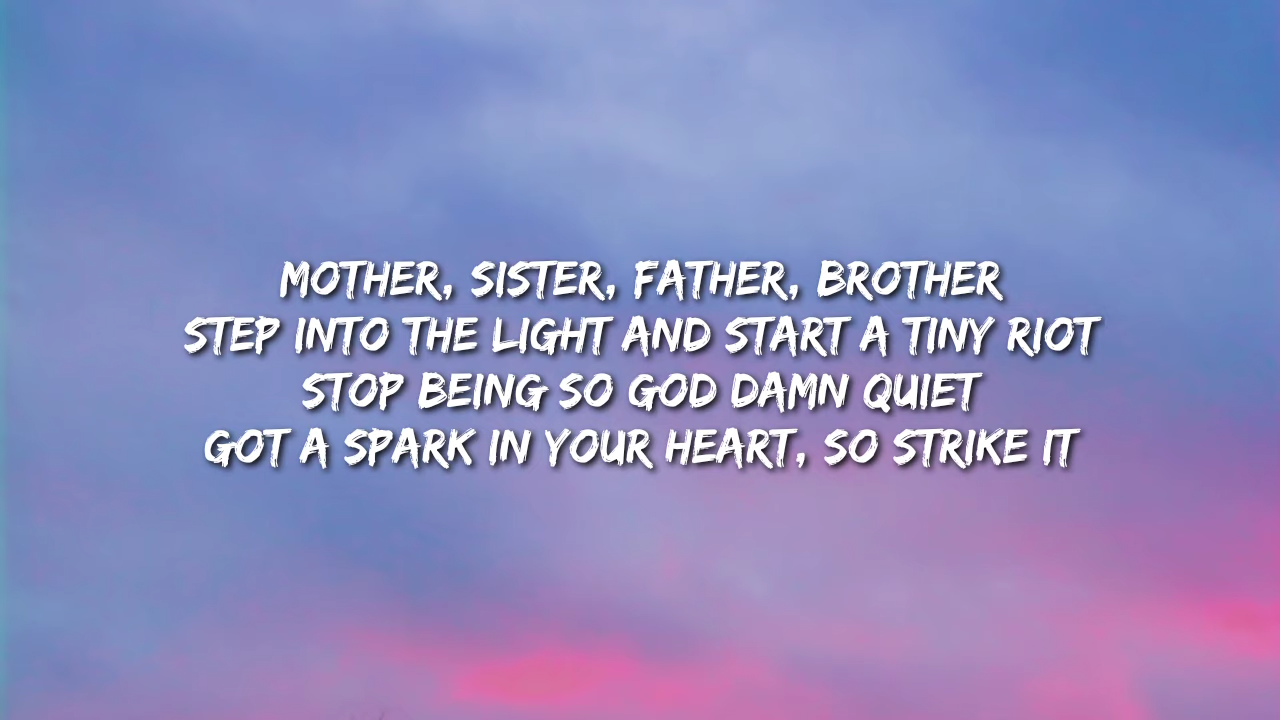 MOTHER, SISTER, FATHER, BROTHER
STEP INTO THE LIGHT AND START A TINY RIOT
STOP BEING SO GOD DAMN QUIET
GOT A SPARK IN YOUR HEART, SO STRIKE IT